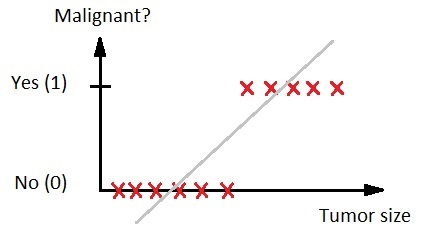 Malignant?
Yes (1)
No (0)
Tumor size